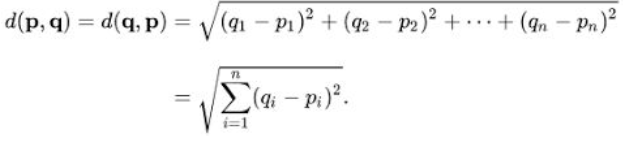 d(p, q) = d(q, p) = √((q₁ − p₁)² + (q₂ − p₂)² + ··· + (qₙ − pₙ)²)
= √(∑ᵢ₌₁ⁿ (qᵢ − pᵢ)²).